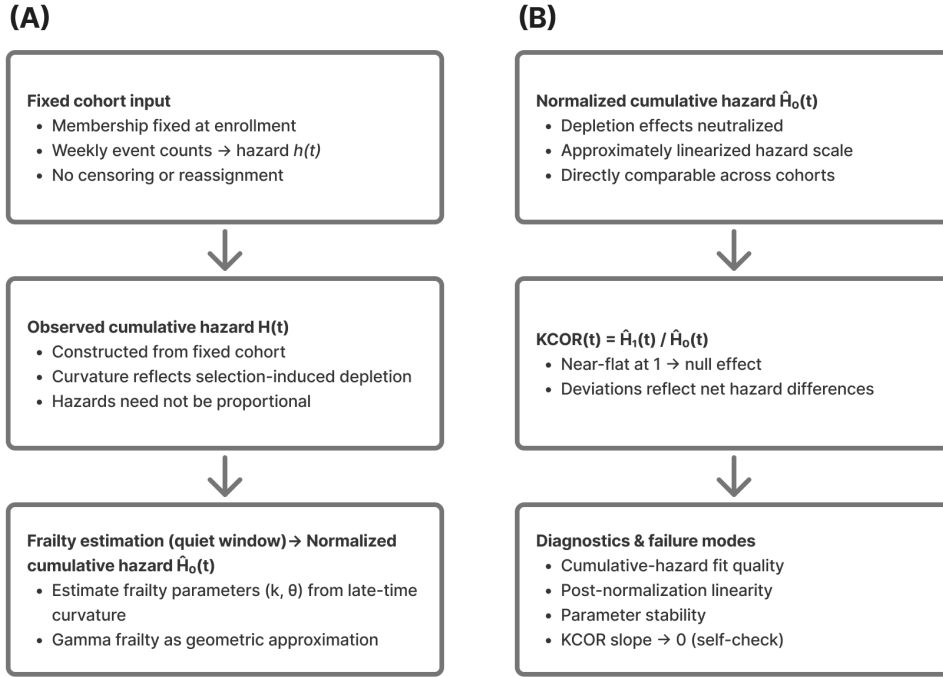 (A)
Fixed cohort input
• Membership fixed at enrollment
• Weekly event counts → hazard h(t)
• No censoring or reassignment
Observed cumulative hazard H(t)
• Constructed from fixed cohort
• Curvature reflects selection-induced depletion
• Hazards need not be proportional
Frailty estimation (quiet window)→ Normalized
cumulative hazard Ĥ₀(t)
• Estimate frailty parameters (k, θ) from late-time
curvature
• Gamma frailty as geometric approximation
(B)
Normalized cumulative hazard Ĥ₀(t)
• Depletion effects neutralized
• Approximately linearized hazard scale
• Directly comparable across cohorts
KCOR(t) = Ĥ₁(t) / Ĥ₀(t)
• Near-flat at 1 → null effect
• Deviations reflect net hazard differences
Diagnostics & failure modes
• Cumulative-hazard fit quality
• Post-normalization linearity
• Parameter stability
• KCOR slope → 0 (self-check)